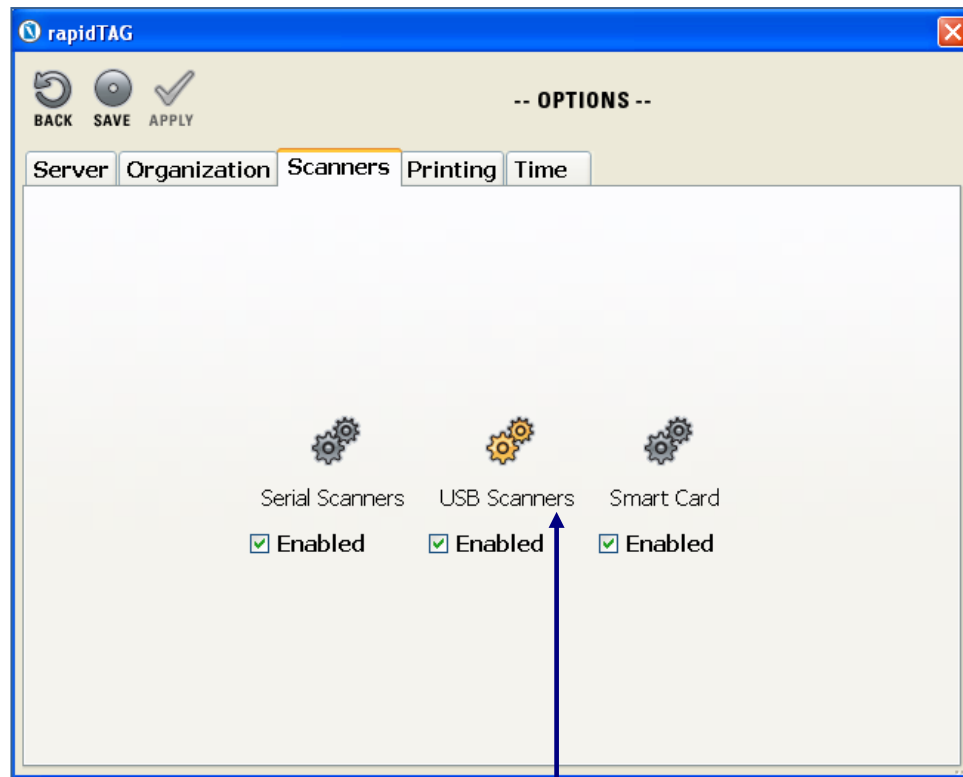 rapidTAG
BACK SAVE APPLY
-- OPTIONS --
Server Organization Scanners Printing Time
Serial Scanners USB Scanners Smart Card
Enabled Enabled Enabled